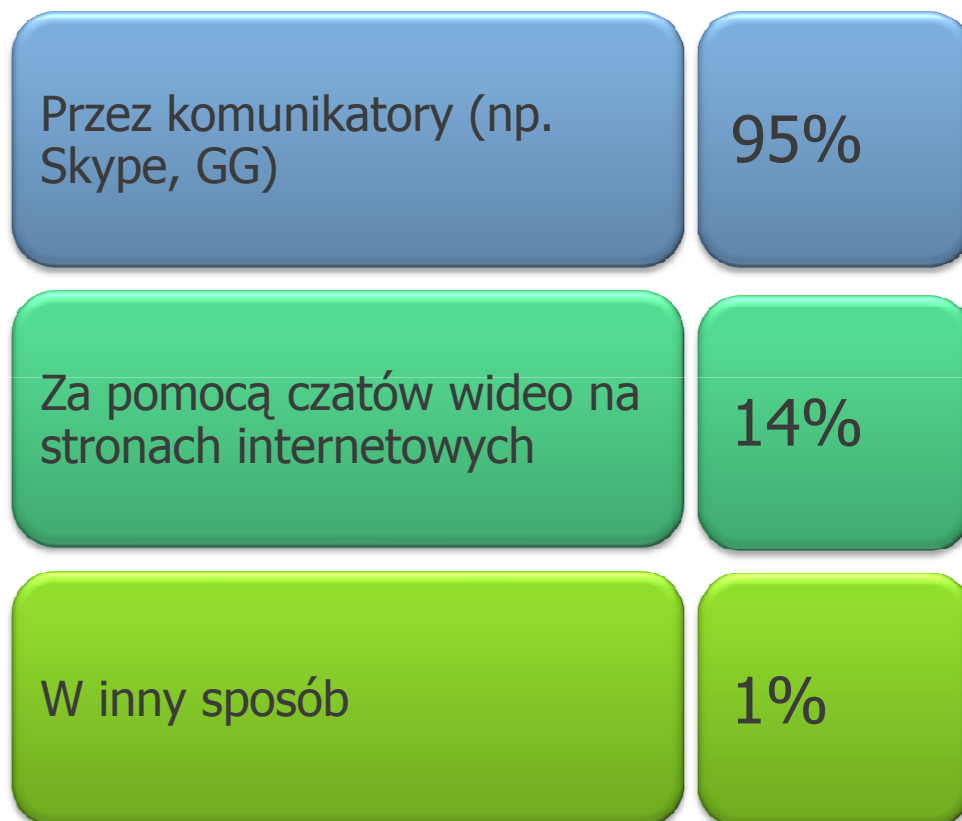 Przez komunikatory (np.
Skype, GG)
95%
Za pomocą czatów wideo na
stronach internetowych
14%
W inny sposób
1%